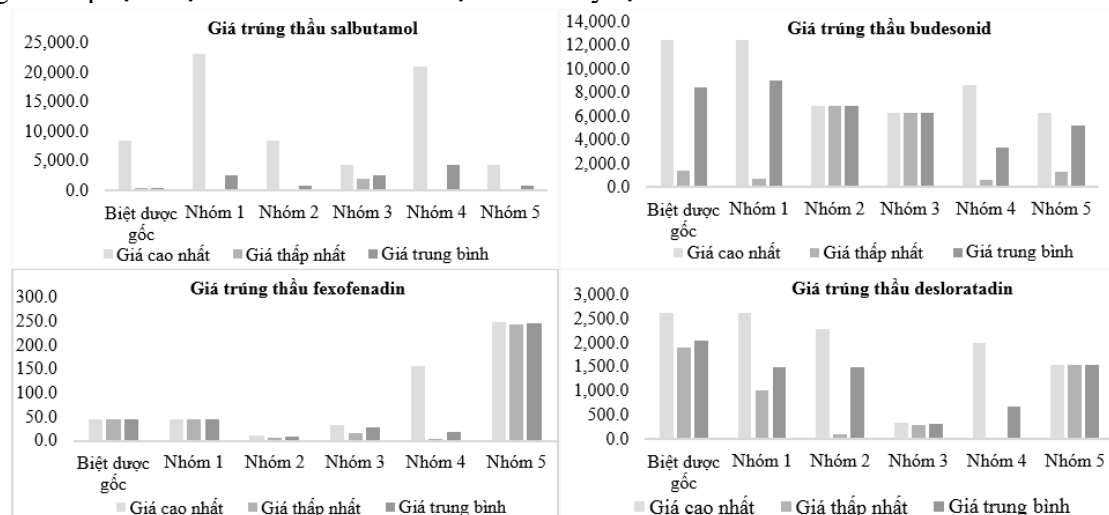 Giá trúng thầu salbutamol
25,000.0
20,000.0
15,000.0
10,000.0
5,000.0
0.0
Biệt dược gốc Nhóm 1 Nhóm 2 Nhóm 3 Nhóm 4 Nhóm 5
Giá cao nhất Giá thấp nhất Giá trung bình
Giá trúng thầu budesonid
14,000.0
12,000.0
10,000.0
8,000.0
6,000.0
4,000.0
2,000.0
0.0
Biệt dược gốc Nhóm 1 Nhóm 2 Nhóm 3 Nhóm 4 Nhóm 5
Giá cao nhất Giá thấp nhất Giá trung bình
Giá trúng thầu fexofenadin
300.0
250.0
200.0
150.0
100.0
50.0
0.0
Biệt dược gốc Nhóm 1 Nhóm 2 Nhóm 3 Nhóm 4 Nhóm 5
Giá cao nhất Giá thấp nhất Giá trung bình
Giá trúng thầu desloratadin
3,000.0
2,500.0
2,000.0
1,500.0
1,000.0
500.0
0.0
Biệt dược gốc Nhóm 1 Nhóm 2 Nhóm 3 Nhóm 4 Nhóm 5
Giá cao nhất Giá thấp nhất Giá trung bình